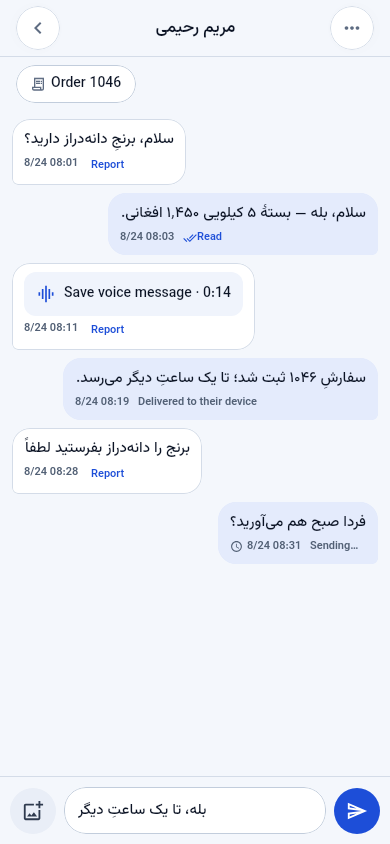 مریم رحیمی
Order 1046
سلام، برنجِ دانه‌دراز دارید؟
8/24 08:01 Report
سلام، بله — بستهٔ ۵ کیلویی ۱,۴۵۰ افغانی.
8/24 08:03 Read
Save voice message · 0:14
8/24 08:11 Report
سفارشِ ۱۰۴۶ ثبت شد؛ تا یک ساعتِ دیگر می‌رسد.
8/24 08:19 Delivered to their device
برنج را دانه‌دراز بفرستید لطفاً
8/24 08:28 Report
فردا صبح هم می‌آورید؟
8/24 08:31 Sending…
بله، تا یک ساعتِ دیگر